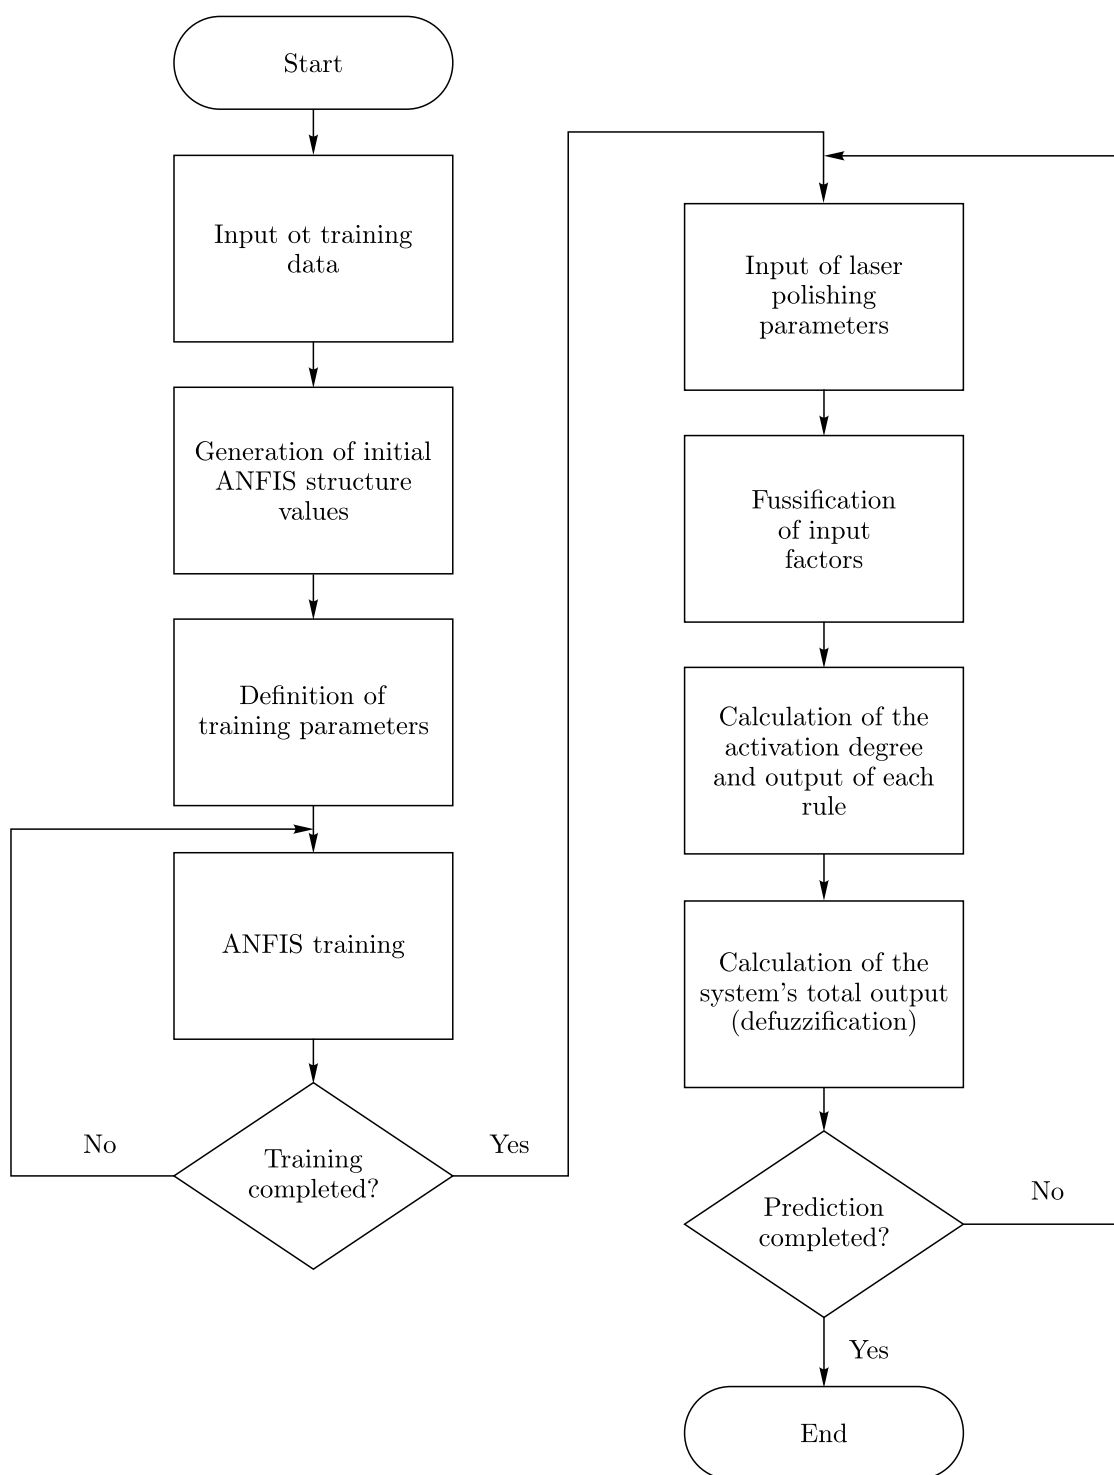 Start
Input ot training
data
Generation of initial
ANFIS structure
values
Definition of
training parameters
ANFIS training
Training
completed?
No
Yes
Input of laser
polishing
parameters
Fussification
of input
factors
Calculation of the
activation degree
and output of each
rule
Calculation of the
system's total output
(defuzzification)
Prediction
completed?
No
Yes
End